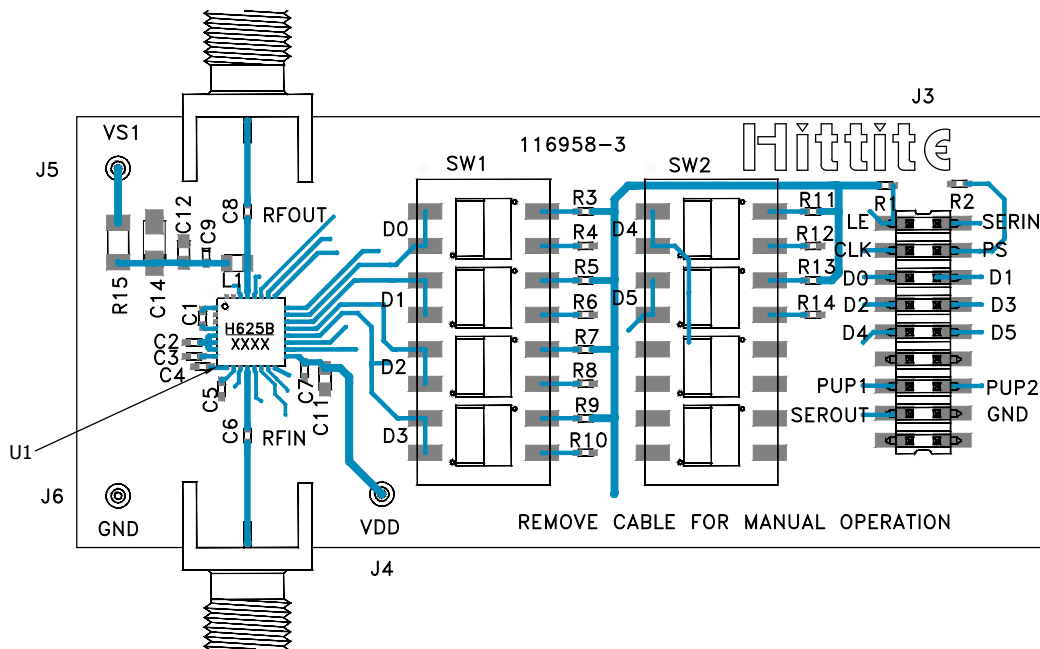 J3
VS1
116958-3
Hittite
J5
SW1
SW2
C12
C9
C8
RFOUT
R3
R11
R1
R2
D0
D4
LE
SERIN
R4
R12
CLK
PS
R15
C14
L1
R5
R13
D0
D1
D1
D5
C1
R6
R14
D2
D3
H625B
XXXX
C2
R7
D4
D5
C3
C4
D2
R8
C5
C7
C11
PUP1
PUP2
C6
RFIN
R9
SEROUT
GND
D3
U1
R10
J6
GND
VDD
REMOVE CABLE FOR MANUAL OPERATION
J4